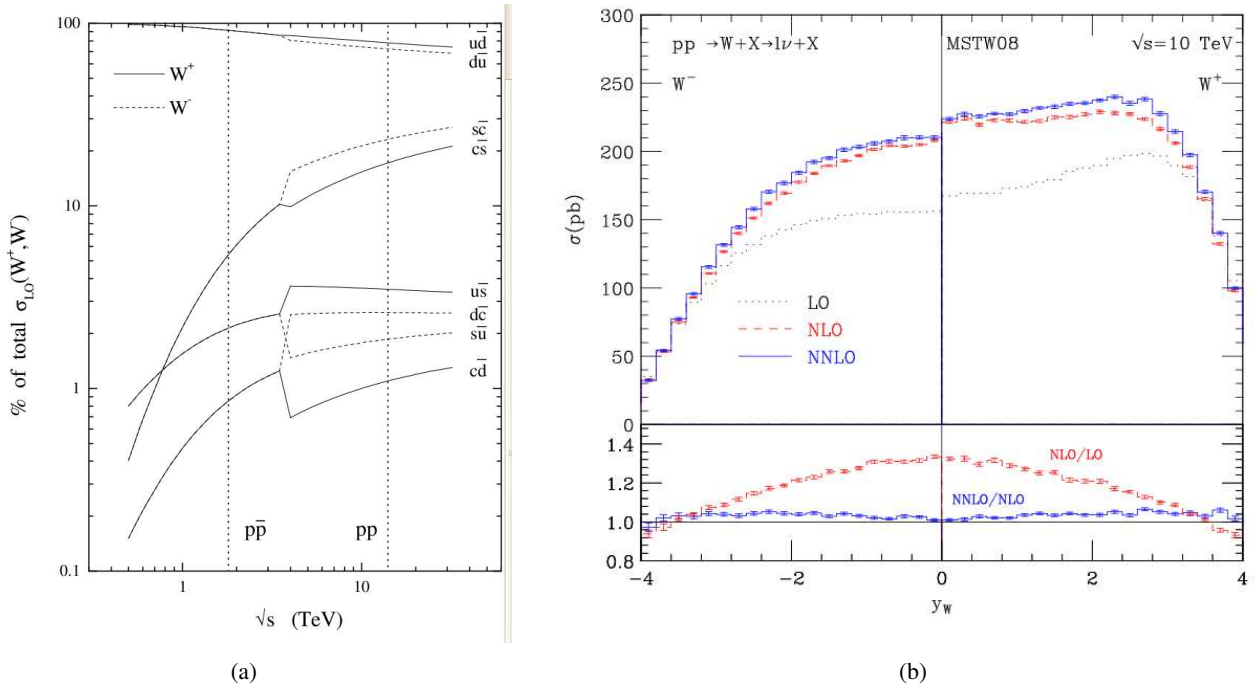 100
10
1
0.1
% of total σ_LO(W⁺,W⁻)
W⁺
W⁻
ud̄
dū
sc̄
cs̄
us̄
dc̄
sū
cd̄
pp̄
pp
1
10
√s (TeV)
(a)
300
250
200
150
100
50
0
σ(pb)
pp →W+X→lν+X
MSTW08
√s=10 TeV
W⁻
W⁺
LO
NLO
NNLO
1.4
1.2
1.0
0.8
NLO/LO
NNLO/NLO
−4
−2
0
2
4
y_W
(b)